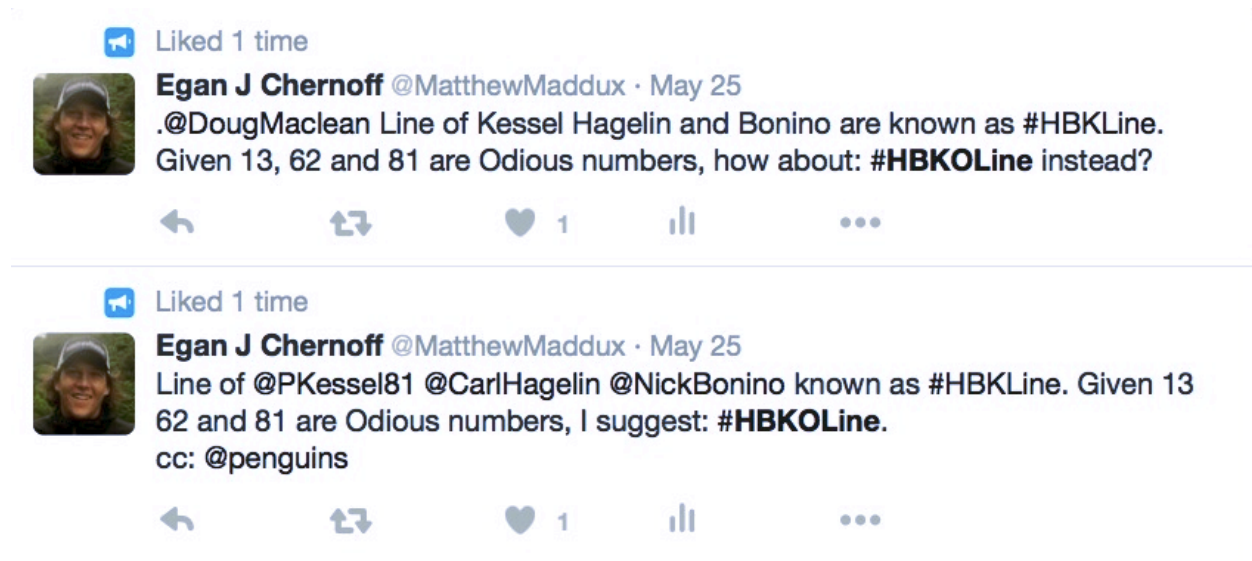 Liked 1 time
Egan J Chernoff @MatthewMaddux · May 25
.@DougMaclean Line of Kessel Hagelin and Bonino are known as #HBKLine.
Given 13, 62 and 81 are Odious numbers, how about: #HBKOLine instead?
1
Liked 1 time
Egan J Chernoff @MatthewMaddux · May 25
Line of @PKessel81 @CarlHagelin @NickBonino known as #HBKLine. Given 13
62 and 81 are Odious numbers, I suggest: #HBKOLine.
cc: @penguins
1